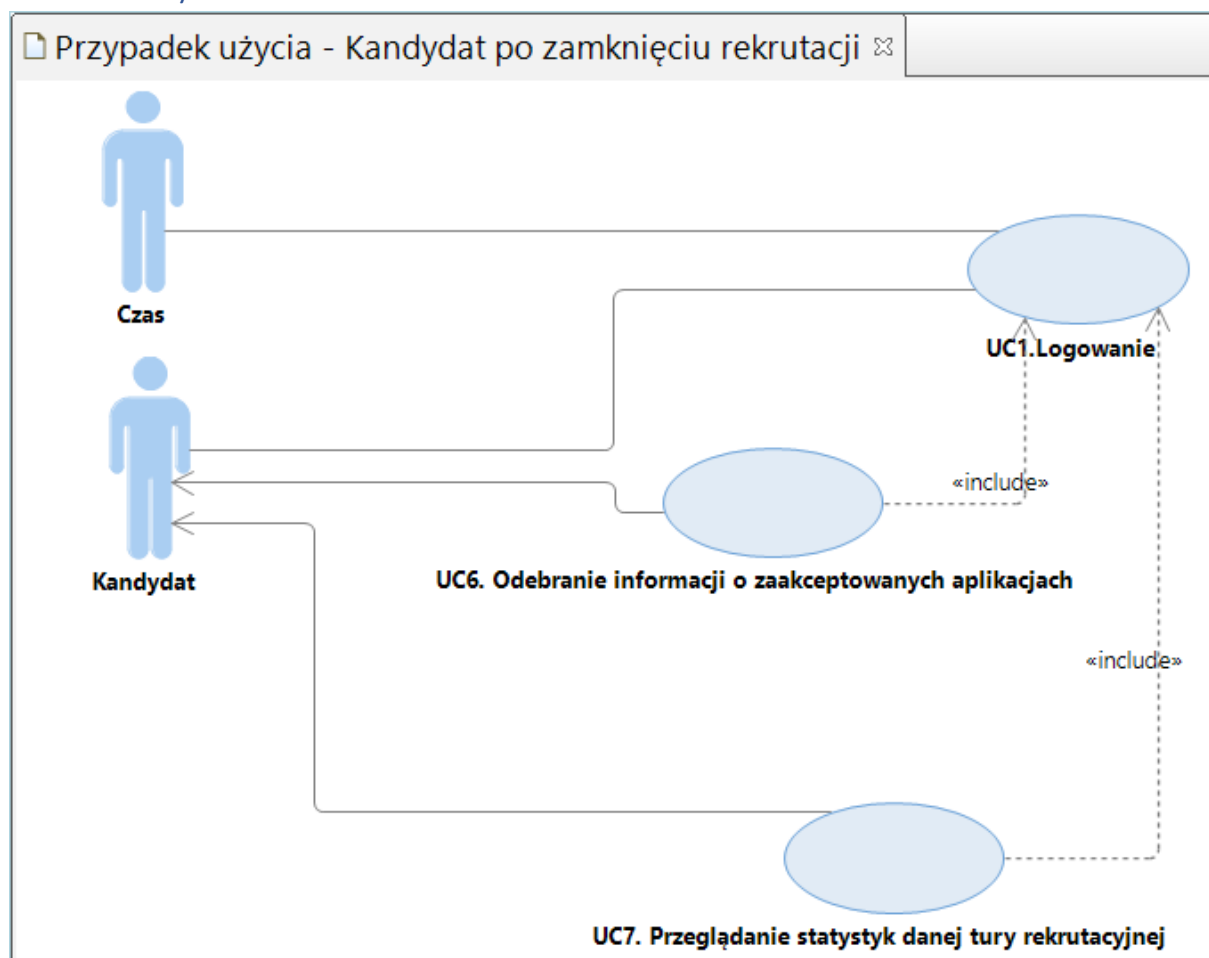 Przypadek użycia - Kandydat po zamknięciu rekrutacji
Czas
UC1.Logowanie
Kandydat
«include»
UC6. Odebranie informacji o zaakceptowanych aplikacjach
«include»
UC7. Przeglądanie statystyk danej tury rekrutacyjnej